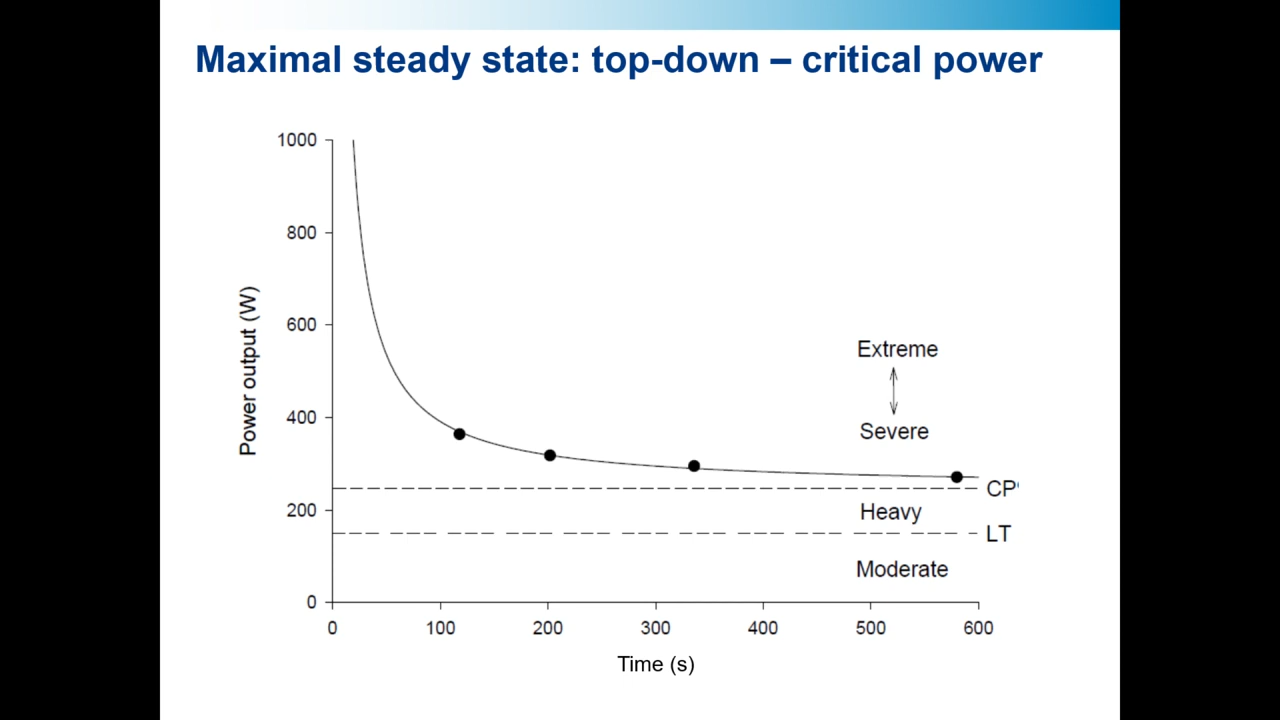 Maximal steady state: top-down – critical power
1000
800
600
400
200
0
Power output (W)
Extreme
Severe
CP'
Heavy
LT
Moderate
0 100 200 300 400 500 600
Time (s)